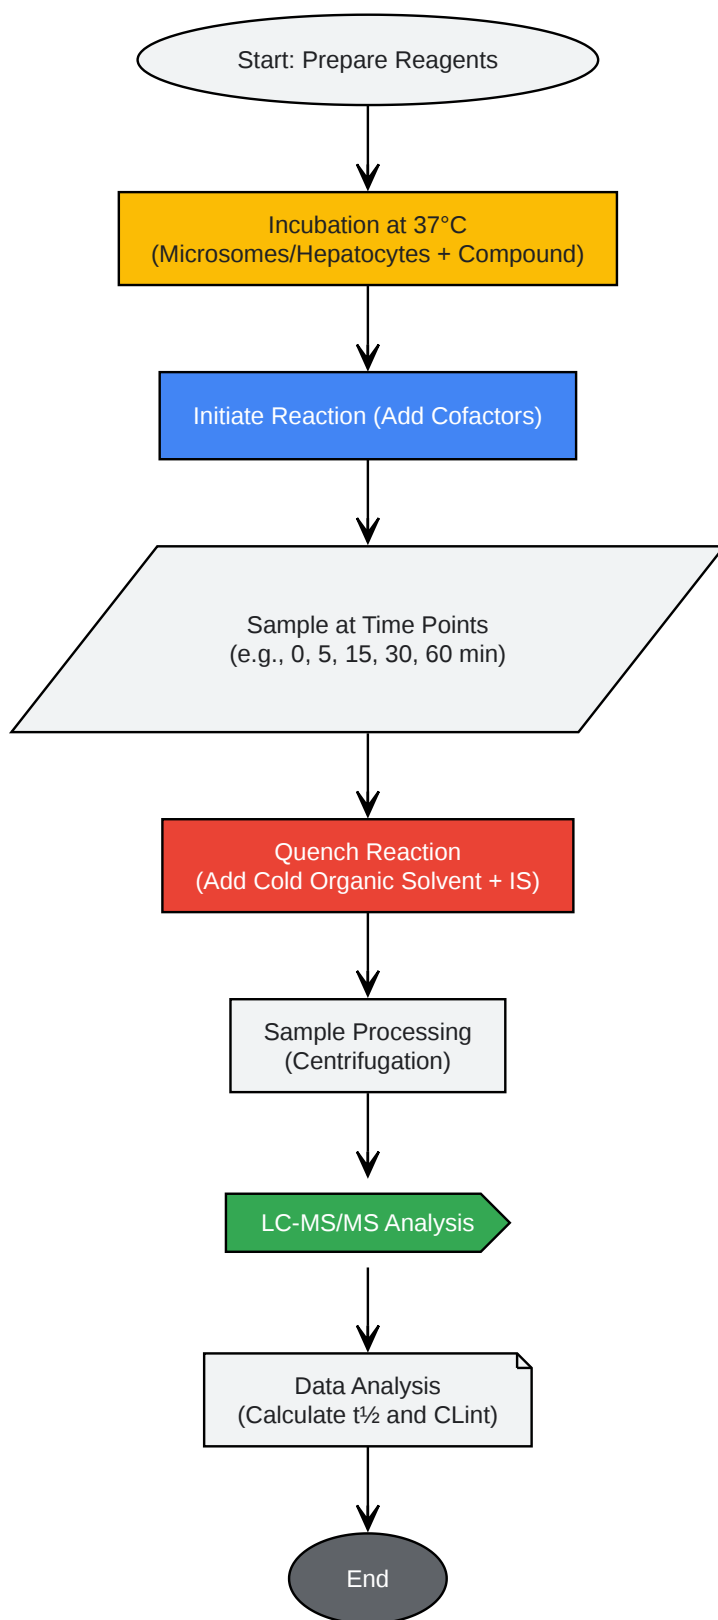 Start: Prepare Reagents
Incubation at 37°C
(Microsomes/Hepatocytes + Compound)
Initiate Reaction (Add Cofactors)
Sample at Time Points
(e.g., 0, 5, 15, 30, 60 min)
Quench Reaction
(Add Cold Organic Solvent + IS)
Sample Processing
(Centrifugation)
LC-MS/MS Analysis
Data Analysis
(Calculate t½ and CLint)
End